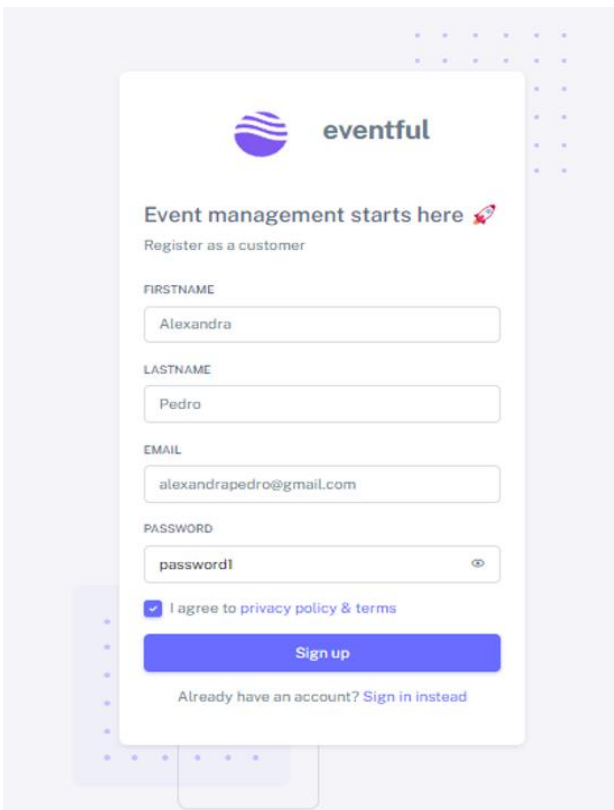 eventful
Event management starts here 🚀
Register as a customer
FIRSTNAME
Alexandra
LASTNAME
Pedro
EMAIL
alexandrapedro@gmail.com
PASSWORD
password1
I agree to privacy policy & terms
Sign up
Already have an account? Sign in instead